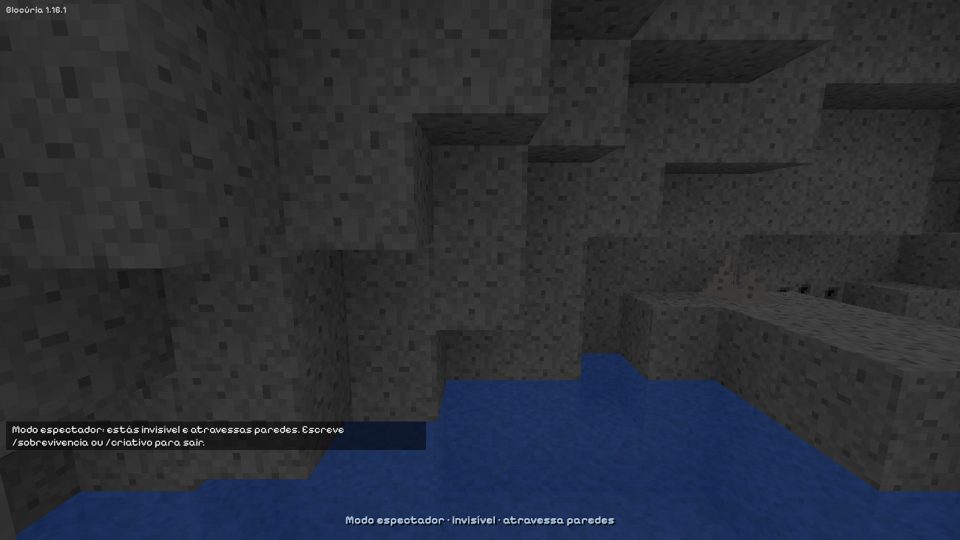 Glooúria 1.16.1
Modo espectador: estás invisível e atravessas paredes. Escreve
/sobrevivencia ou /criativo para sair.
Modo espectador · invisível · atravessa paredes